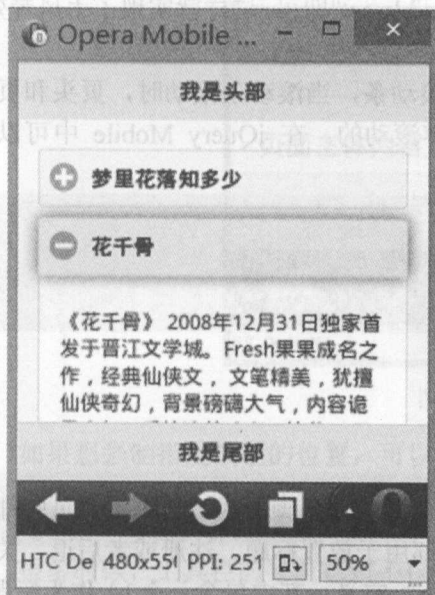 Opera Mobile ...
我是头部
梦里花落知多少
花千骨
《花千骨》 2008年12月31日独家首
发于晋江文学城。Fresh果果成名之
作，经典仙侠文， 文笔精美，犹擅
仙侠奇幻，背景磅礴大气，内容诡
我是尾部
HTC De 480x55( PPI: 251 50%